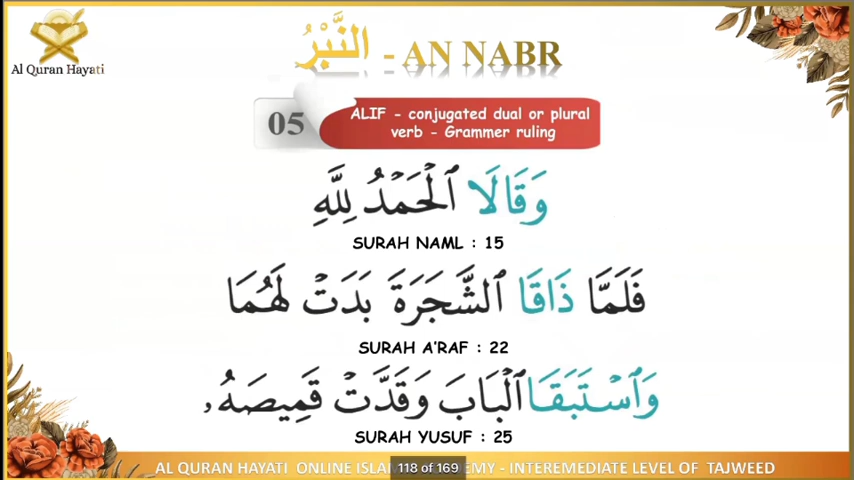 Al Quran Hayati
النَّبْرُ - AN NABR
05
ALIF - conjugated dual or plural
verb - Grammer ruling
وَقَالَا ٱلْحَمْدُ لِلَّهِ
SURAH NAML : 15
فَلَمَّا ذَاقَا ٱلشَّجَرَةَ بَدَتْ لَهُمَا
SURAH A'RAF : 22
وَٱسْتَبَقَا ٱلْبَابَ وَقَدَّتْ قَمِيصَهُۥ
SURAH YUSUF : 25
AL QURAN HAYATI ONLINE ISLA EMY - INTEREMEDIATE LEVEL OF TAJWEED
118 of 169